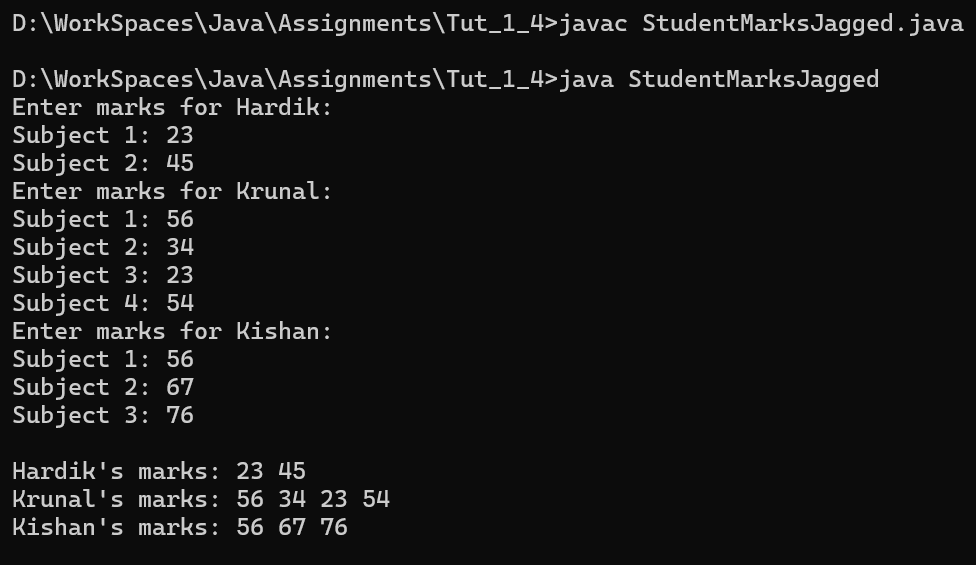 D:\WorkSpaces\Java\Assignments\Tut_1_4>javac StudentMarksJagged.java
D:\WorkSpaces\Java\Assignments\Tut_1_4>java StudentMarksJagged
Enter marks for Hardik:
Subject 1: 23
Subject 2: 45
Enter marks for Krunal:
Subject 1: 56
Subject 2: 34
Subject 3: 23
Subject 4: 54
Enter marks for Kishan:
Subject 1: 56
Subject 2: 67
Subject 3: 76
Hardik's marks: 23 45
Krunal's marks: 56 34 23 54
Kishan's marks: 56 67 76